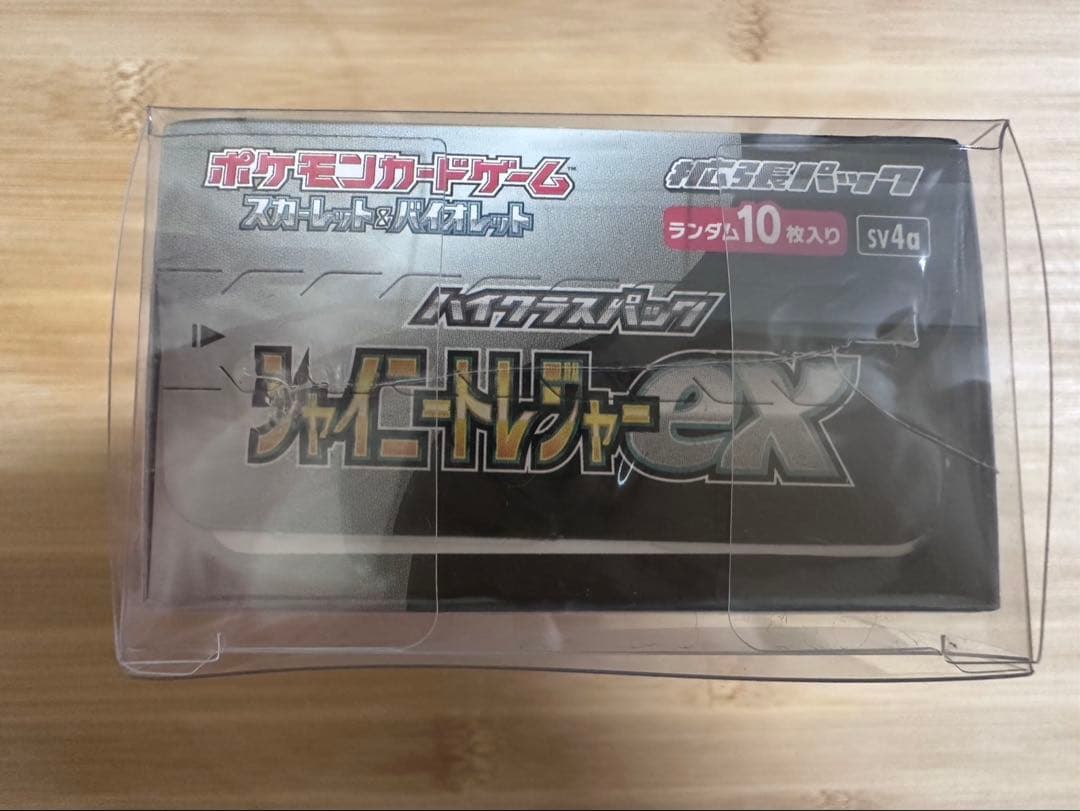 ポケモンカードゲーム™
スカーレット&バイオレット
拡張パック
ランダム10枚入り
sv4a
ハイクラスパック
シャイニートレジャーex